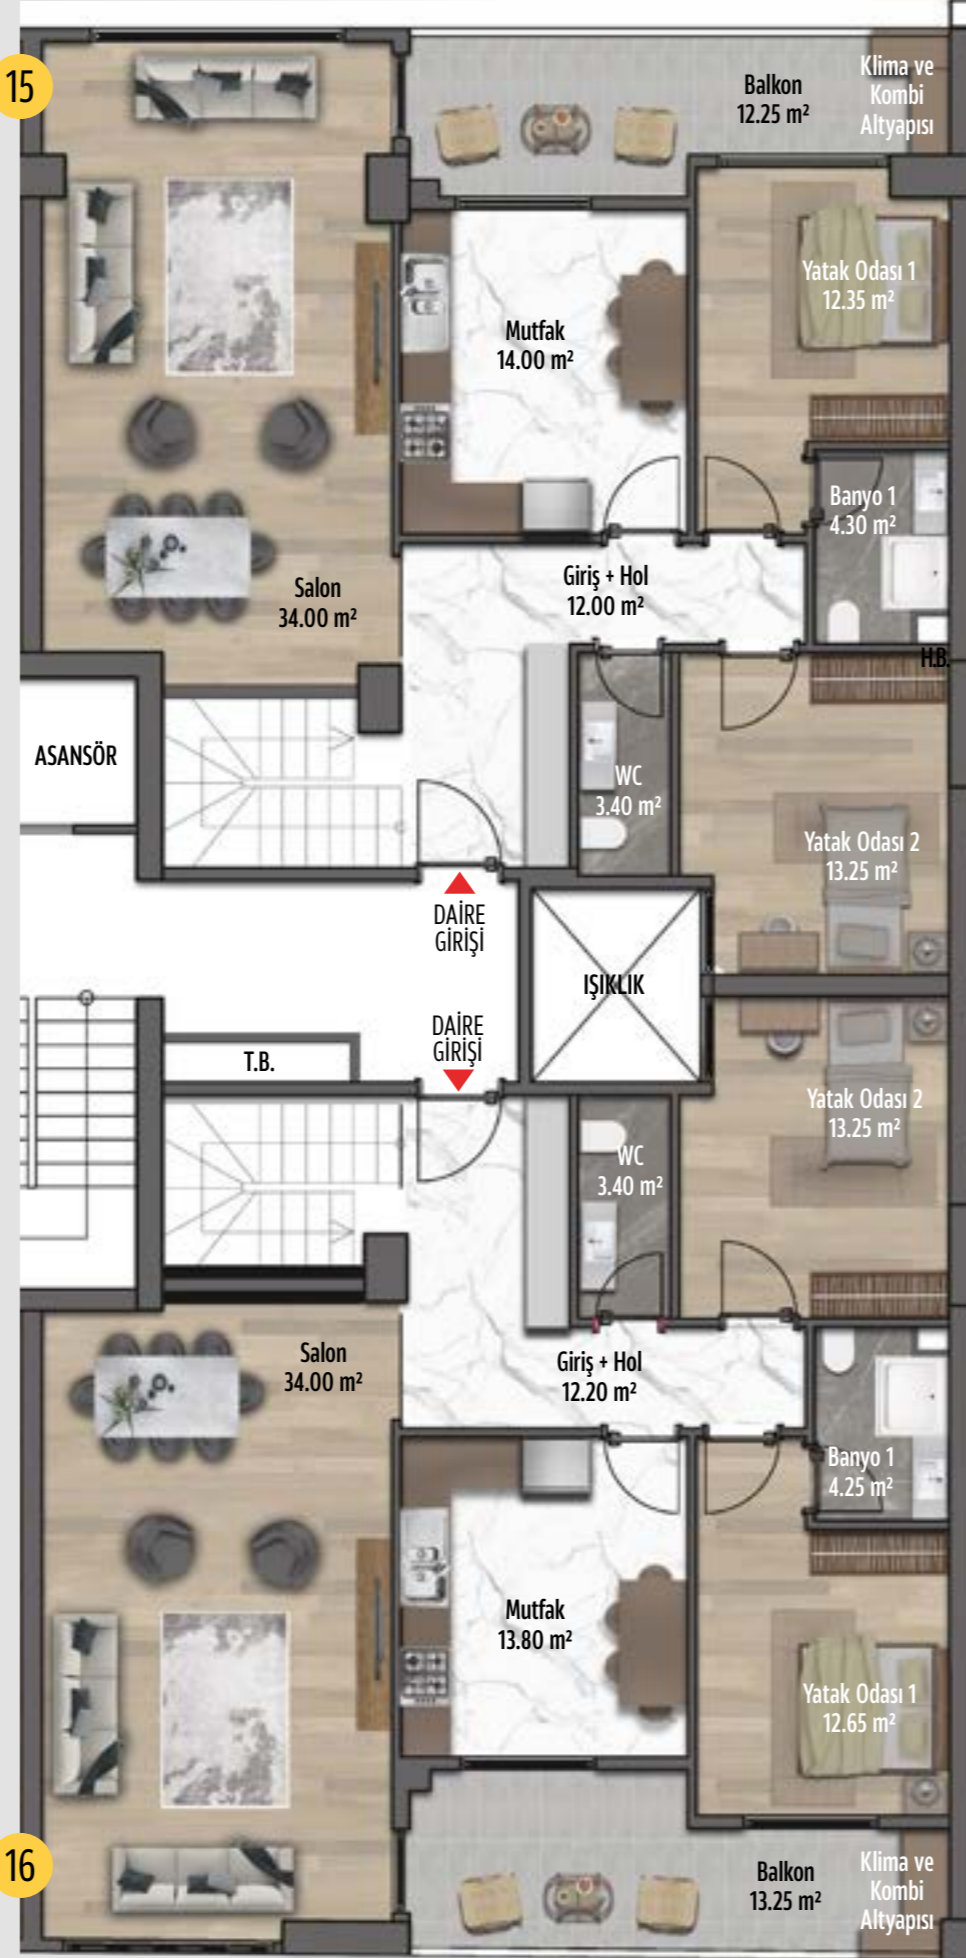 15
Balkon
12.25 m²
Klima ve
Kombi
Altyapısı
Yatak Odası 1
12.35 m²
Mutfak
14.00 m²
Banyo 1
4.30 m²
Giriş + Hol
12.00 m²
Salon
34.00 m²
H.B.
ASANSÖR
WC
3.40 m²
Yatak Odası 2
13.25 m²
DAİRE
GİRİŞİ
IŞIKLIK
DAİRE
GİRİŞİ
T.B.
Yatak Odası 2
13.25 m²
WC
3.40 m²
Salon
34.00 m²
Giriş + Hol
12.20 m²
Banyo 1
4.25 m²
Mutfak
13.80 m²
Yatak Odası 1
12.65 m²
16
Balkon
13.25 m²
Klima ve
Kombi
Altyapısı